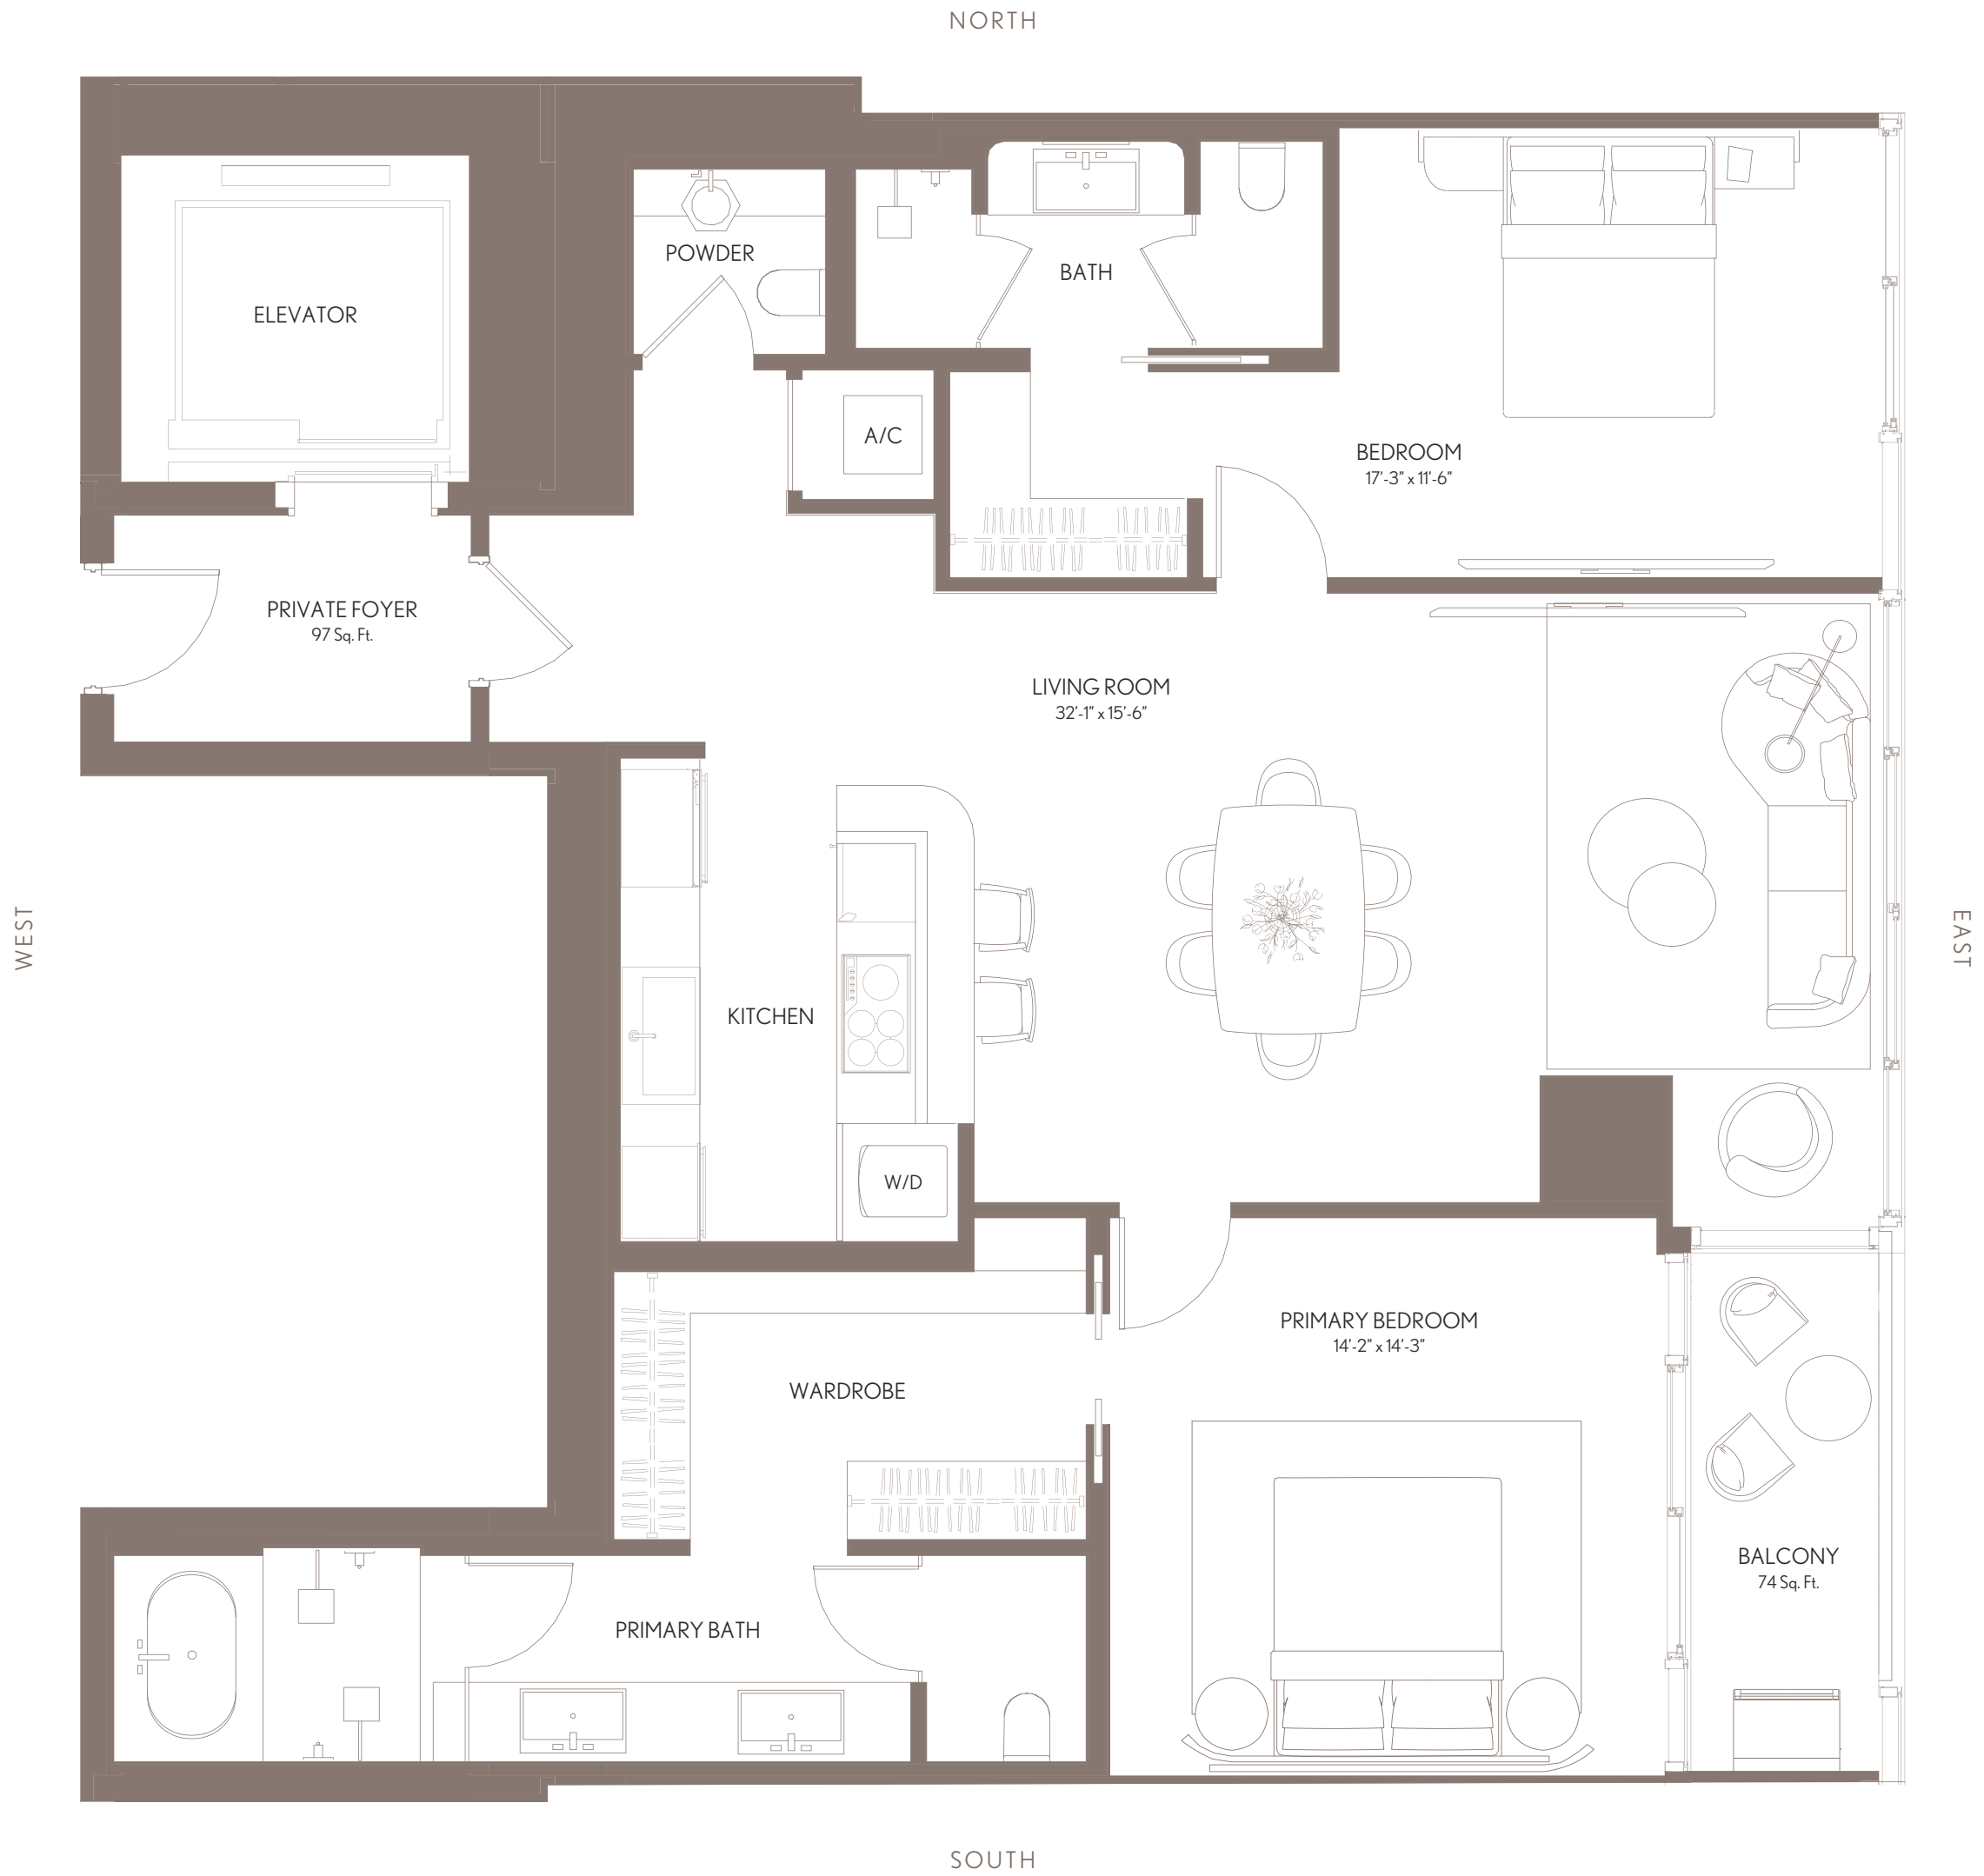 NORTH
POWDER
BATH
ELEVATOR
A/C
BEDROOM
17'-3" x 11'-6"
PRIVATE FOYER
97 Sq. Ft.
LIVING ROOM
32'-1" x 15'-6"
WEST
EAST
KITCHEN
W/D
PRIMARY BEDROOM
14'-2" x 14'-3"
WARDROBE
BALCONY
74 Sq. Ft.
PRIMARY BATH
SOUTH